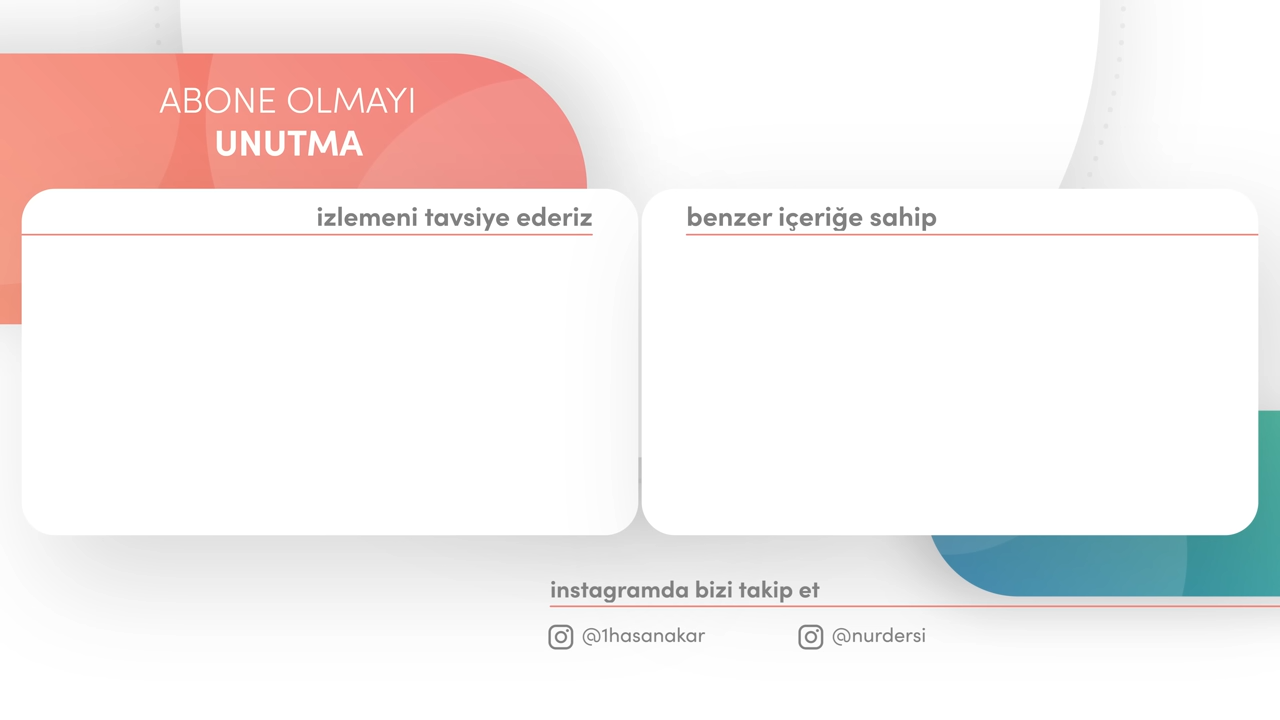 ABONE OLMAYI
UNUTMA
izlemeni tavsiye ederiz
benzer içeriğe sahip
instagramda bizi takip et
@1hasanakar
@nurdersi